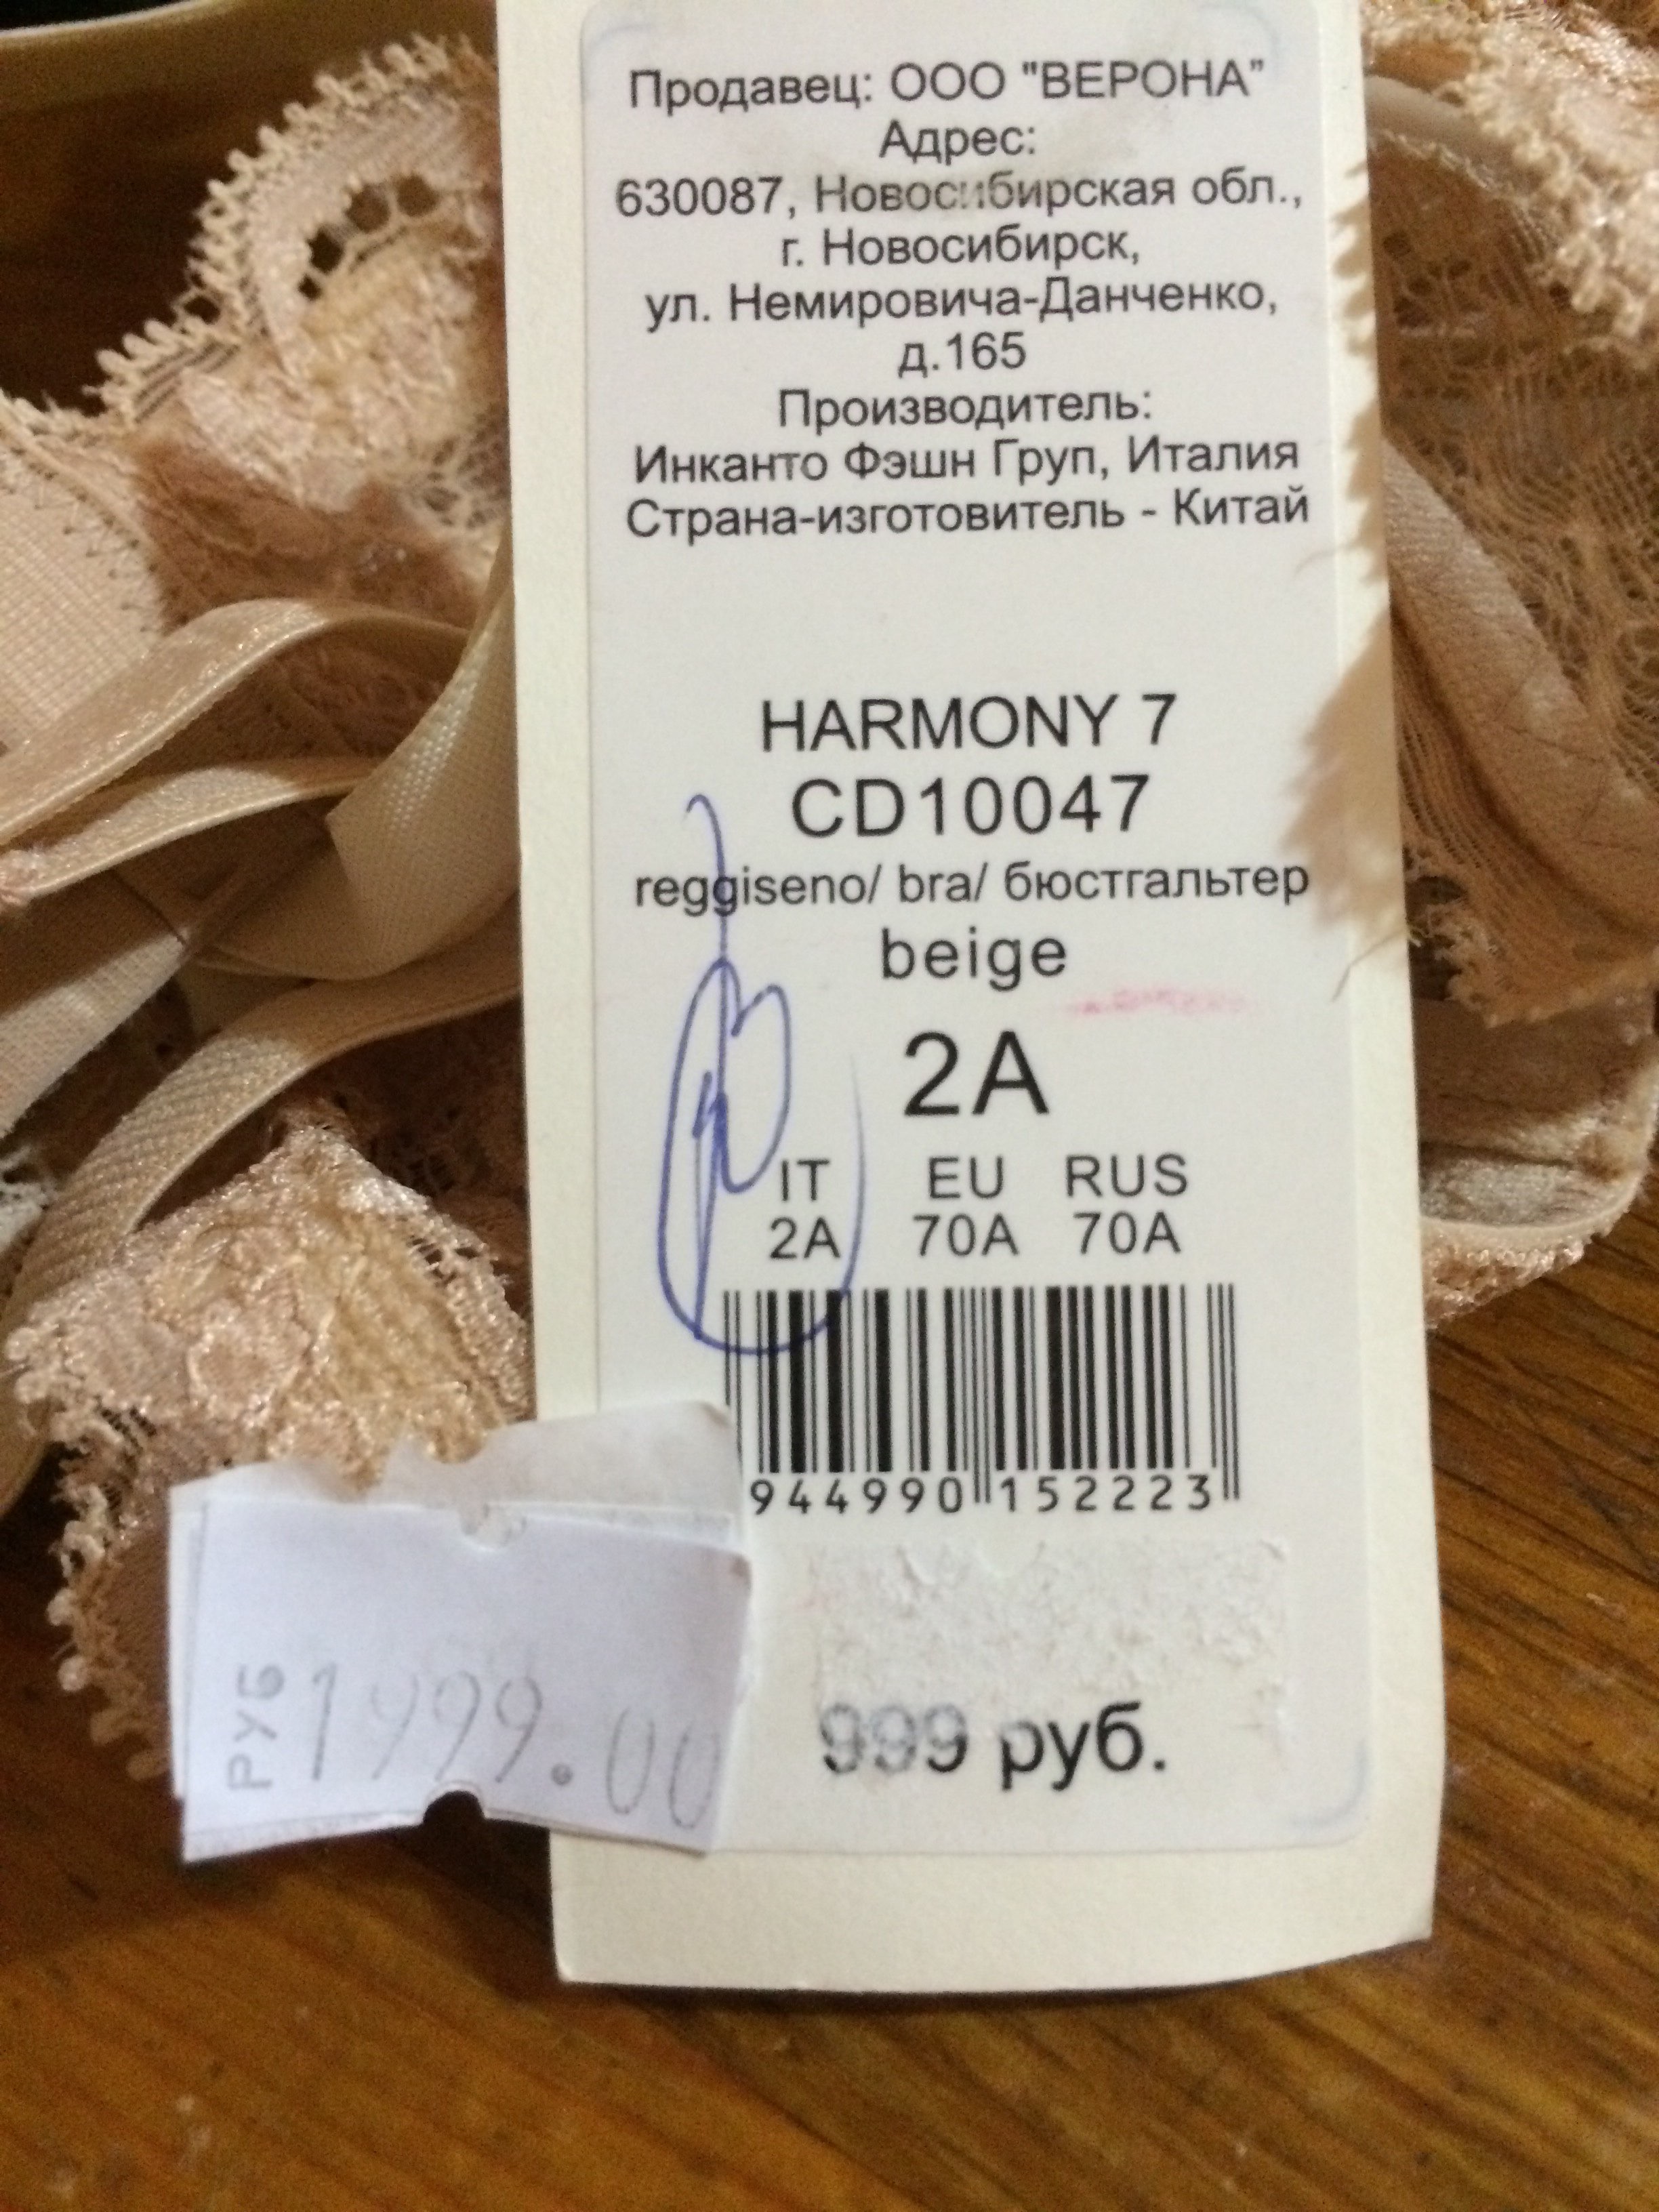 Продавец: ООО "ВЕРОНА"
Адрес:
630087, Новосибирская обл.,
г. Новосибирск,
ул. Немировича-Данченко,
д.165
Производитель:
Инканто Фэшн Груп, Италия
Страна-изготовитель - Китай
HARMONY 7
CD10047
reggiseno/ bra/ бюстгальтер
beige
2A
IT EU RUS
2A 70A 70A
944990 152223
999 руб.
РУБ 1999.00